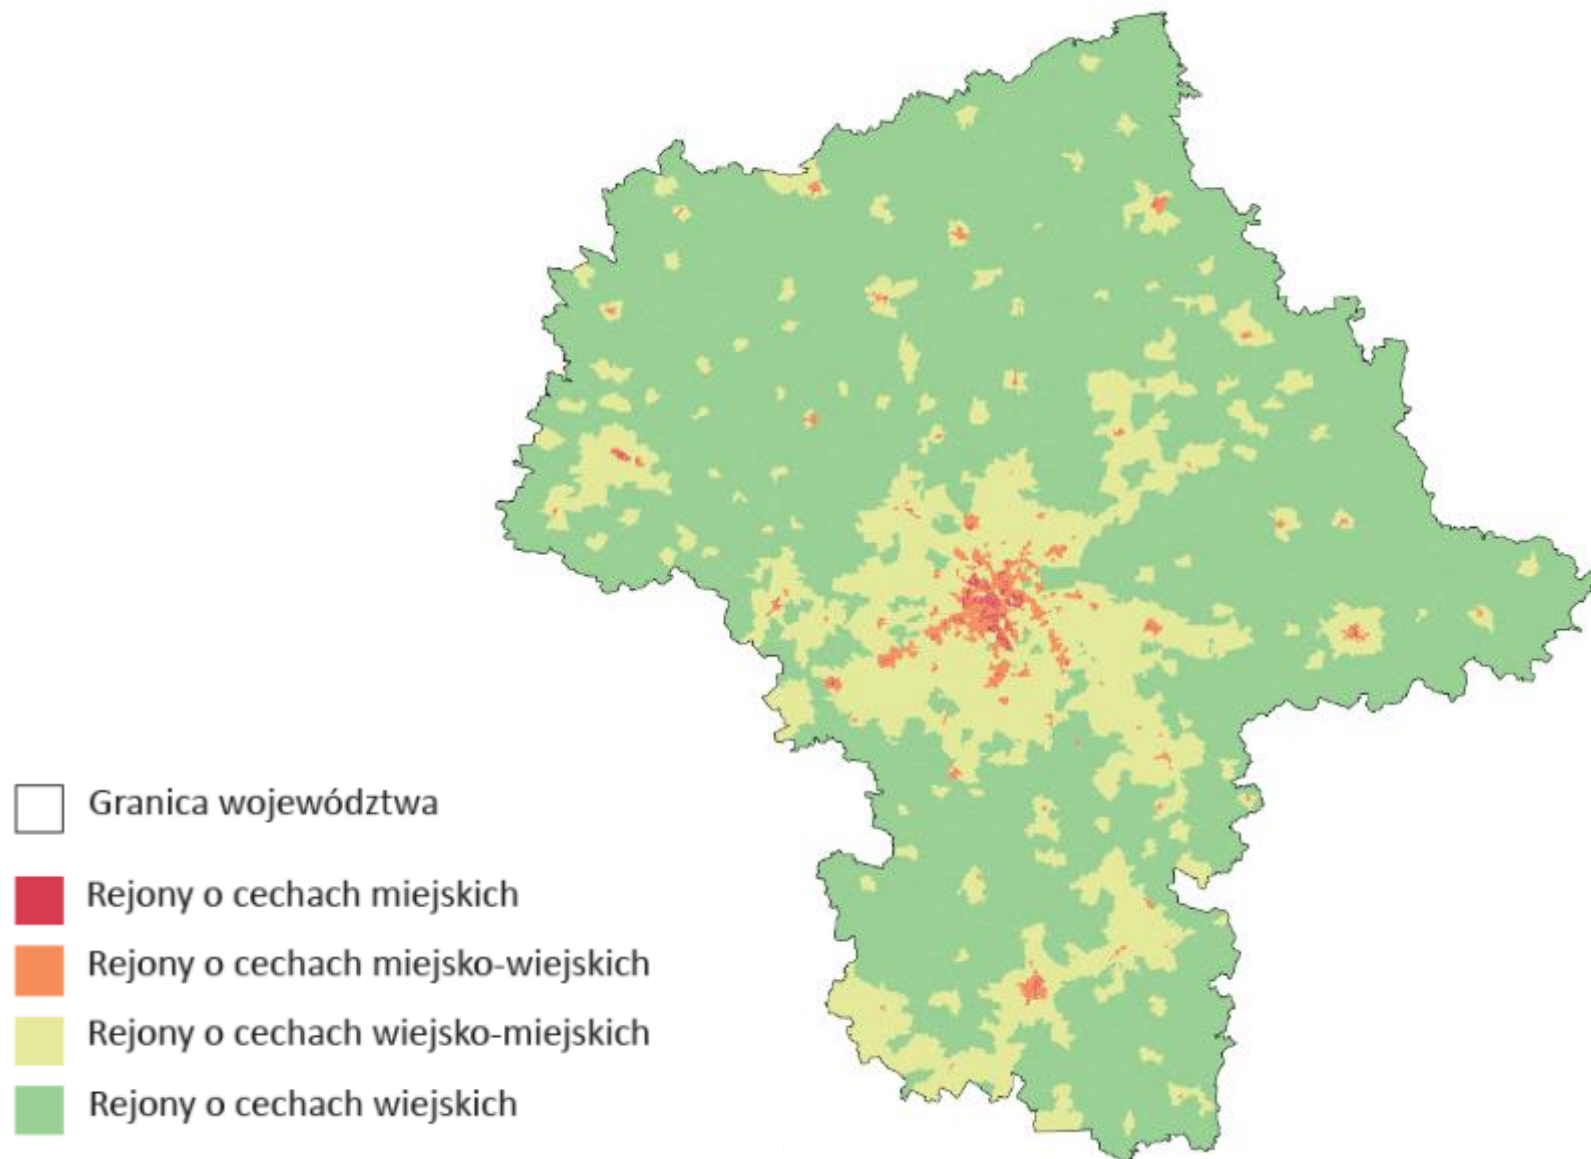 Granica województwa
Rejony o cechach miejskich
Rejony o cechach miejsko-wiejskich
Rejony o cechach wiejsko-miejskich
Rejony o cechach wiejskich